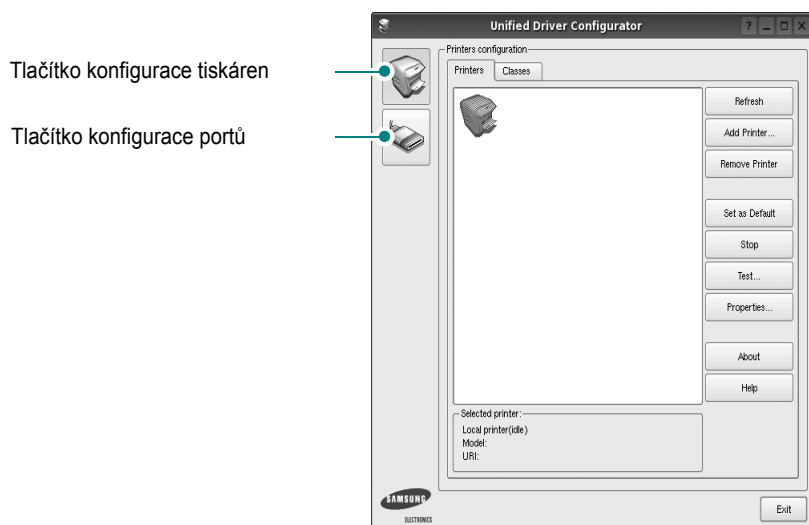 Unified Driver Configurator
Tlačítko konfigurace tiskáren
Tlačítko konfigurace portů
Printers configuration
Printers
Classes
Refresh
Add Printer...
Remove Printer
Set as Default
Stop
Test...
Properties...
About
Help
Selected printer:
Local printer(idle)
Model:
URI:
SAMSUNG
ELECTRONICS
Exit